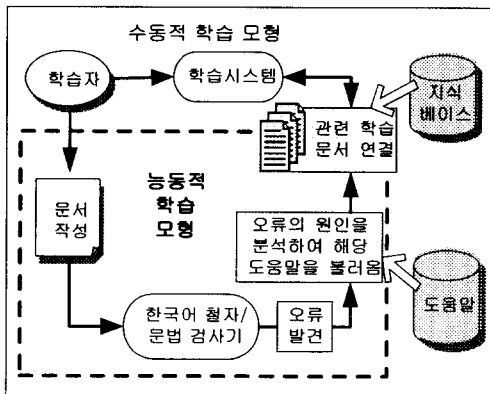 수동적 학습 모형
학습자
학습시스템
지식
베이스
관련 학습
문서 연결
능동적
학습
모형
문서
작성
오류의 원인을
분석하여 해당
도움말을 불러옴
도움말
한국어 철자/
문법 검사기
오류
발견